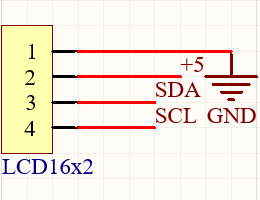 1
2 +5
3 SDA
4 SCL GND
LCD16x2